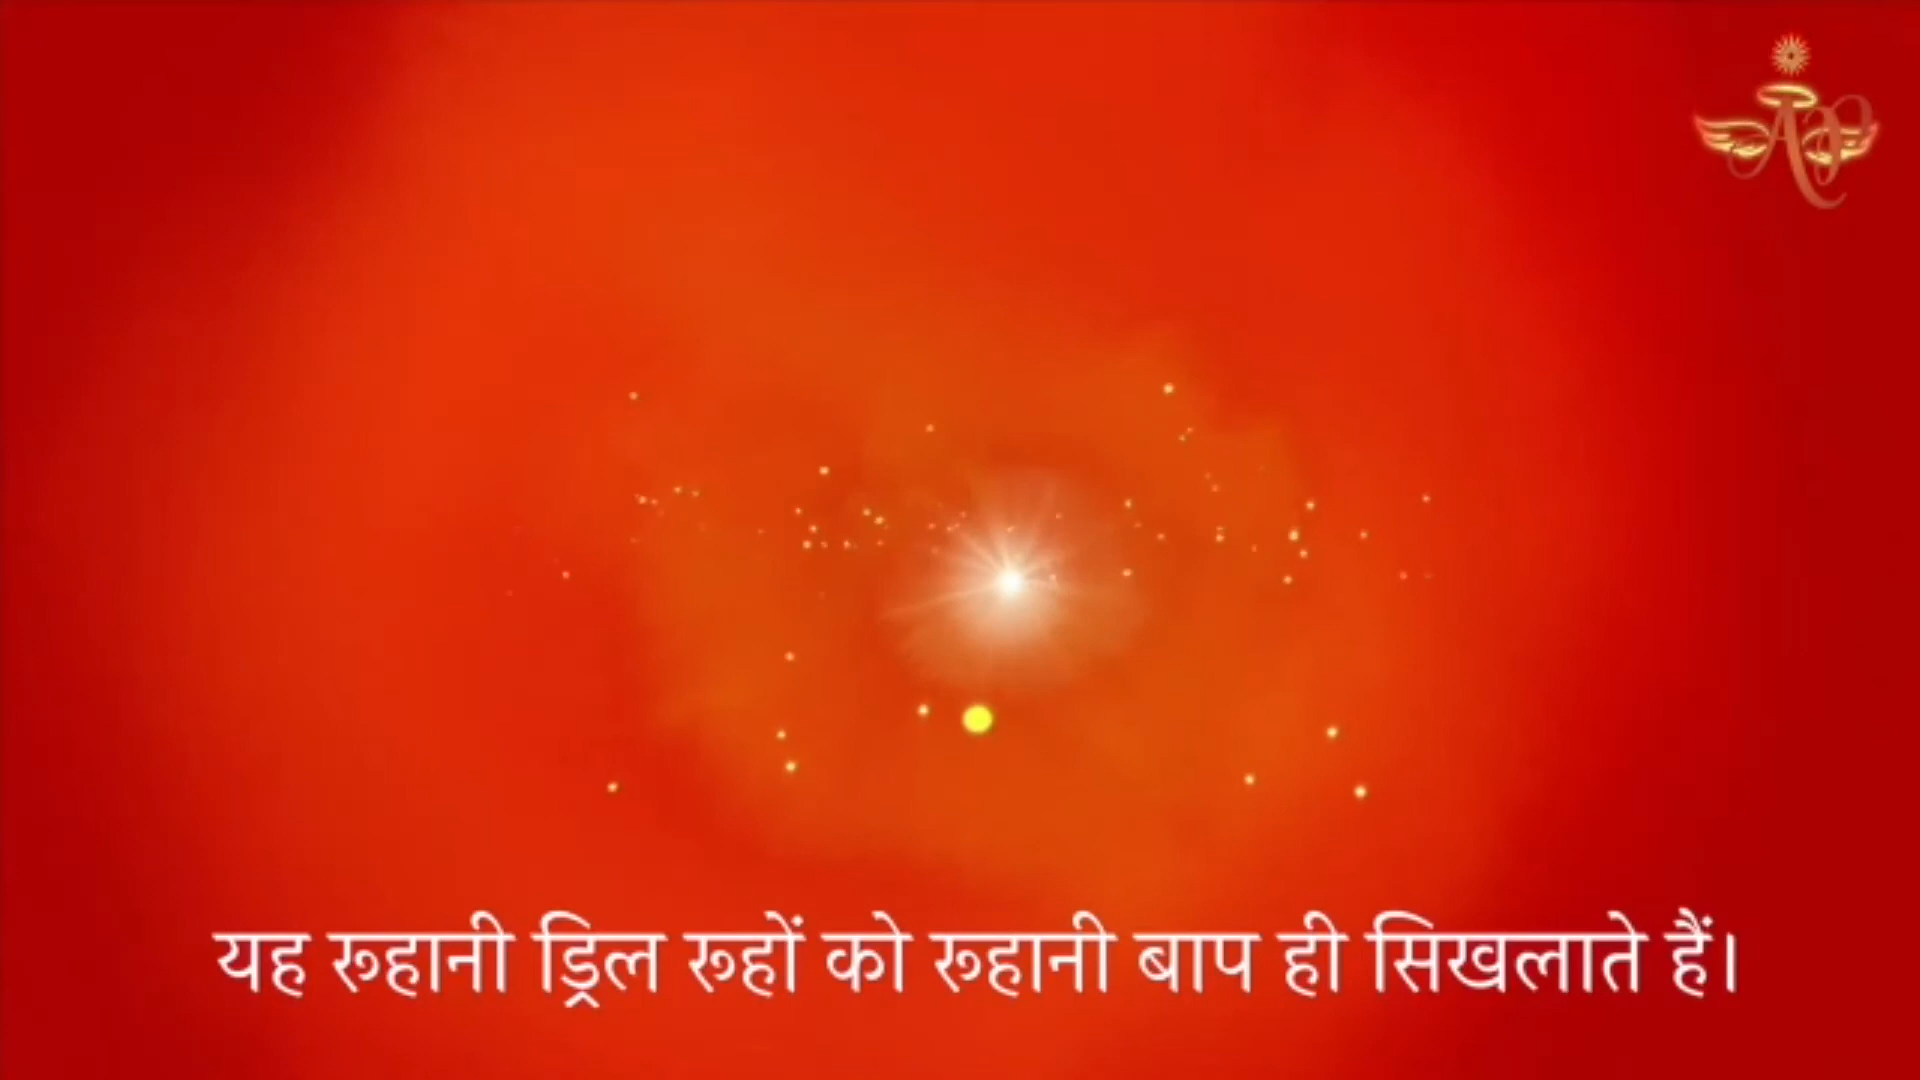 यह रूहानी ड्रिल रूहों को रूहानी बाप ही सिखलाते हैं।